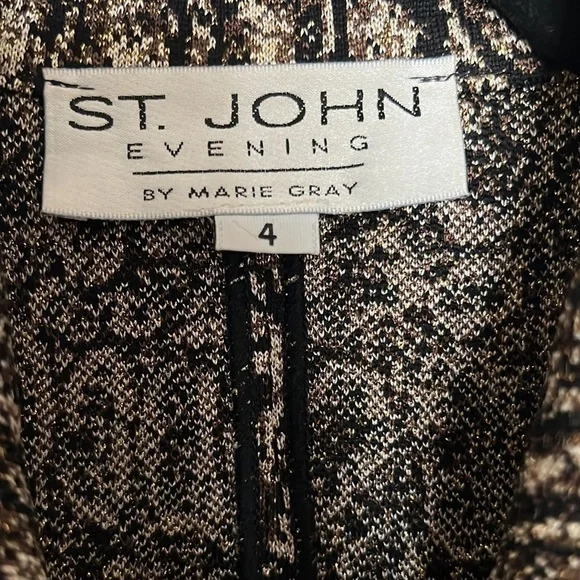 ST. JOHN
EVENING
BY MARIE GRAY
4